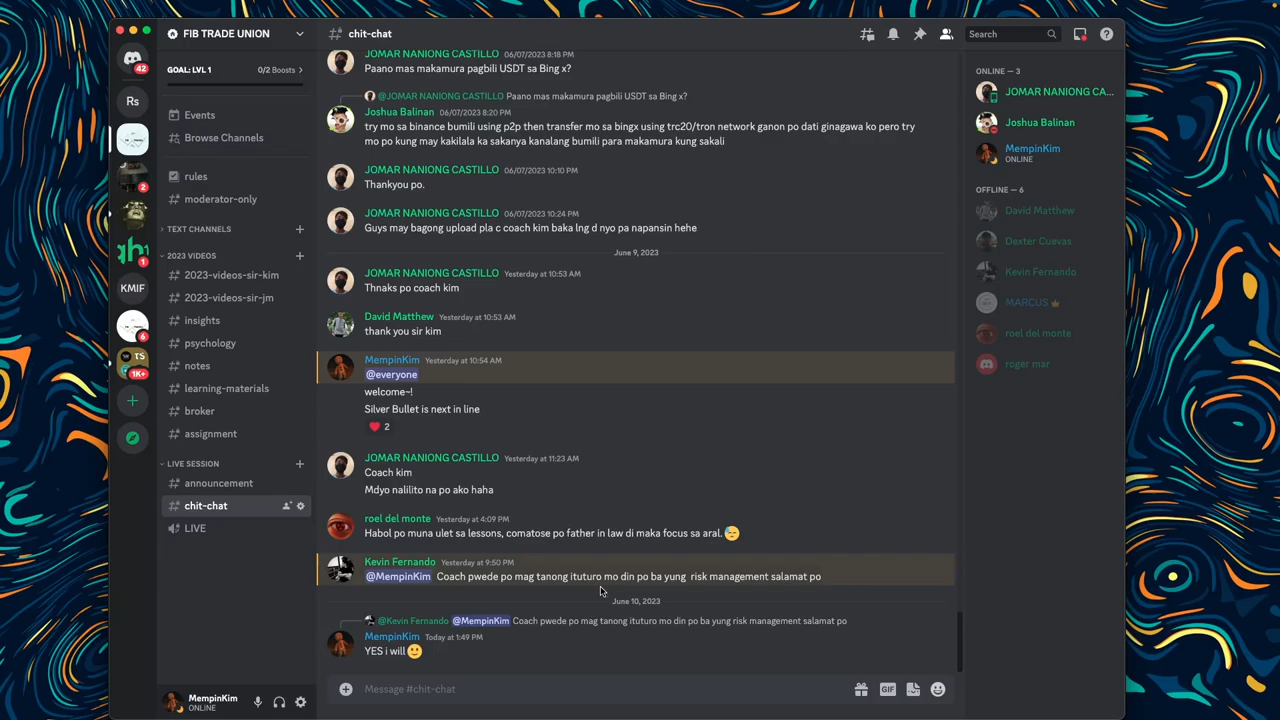 FIB TRADE UNION
GOAL: LVL 1
0/2 Boosts
Events
Browse Channels
rules
moderator-only
TEXT CHANNELS
2023 VIDEOS
2023-videos-sir-kim
2023-videos-sir-jm
insights
psychology
notes
learning-materials
broker
assignment
LIVE SESSION
announcement
chit-chat
LIVE
MempinKim
ONLINE
42
Rs
2
1
KMIF
6
TS
1K+
chit-chat
Search
JOMAR NANIONG CASTILLO 06/07/2023 8:18 PM
Paano mas makamura pagbili USDT sa Bing x?
@JOMAR NANIONG CASTILLO Paano mas makamura pagbili USDT sa Bing x?
Joshua Balinan 06/07/2023 8:20 PM
try mo sa binance bumili using p2p then transfer mo sa bingx using trc20/tron network ganon po dati ginagawa ko pero try
mo po kung may kakilala ka sakanya kanalang bumili para makamura kung sakali
JOMAR NANIONG CASTILLO 06/07/2023 10:10 PM
Thankyou po.
JOMAR NANIONG CASTILLO 06/07/2023 10:24 PM
Guys may bagong upload pla c coach kim baka lng d nyo pa napansin hehe
June 9, 2023
JOMAR NANIONG CASTILLO Yesterday at 10:53 AM
Thnaks po coach kim
David Matthew Yesterday at 10:53 AM
thank you sir kim
MempinKim Yesterday at 10:54 AM
@everyone
welcome~!
Silver Bullet is next in line
2
JOMAR NANIONG CASTILLO Yesterday at 11:23 AM
Coach kim
Mdyo nalilito na po ako haha
roel del monte Yesterday at 4:09 PM
Habol po muna ulet sa lessons, comatose po father in law di maka focus sa aral. 😓
Kevin Fernando Yesterday at 9:50 PM
@MempinKim Coach pwede po mag tanong ituturo mo din po ba yung risk management salamat po
June 10, 2023
@Kevin Fernando @MempinKim Coach pwede po mag tanong ituturo mo din po ba yung risk management salamat po
MempinKim Today at 1:49 PM
YES i will 🙂
Message #chit-chat
GIF
ONLINE — 3
JOMAR NANIONG CA...
Joshua Balinan
MempinKim
ONLINE
OFFLINE — 6
David Matthew
Dexter Cuevas
Kevin Fernando
MARCUS
roel del monte
roger mar